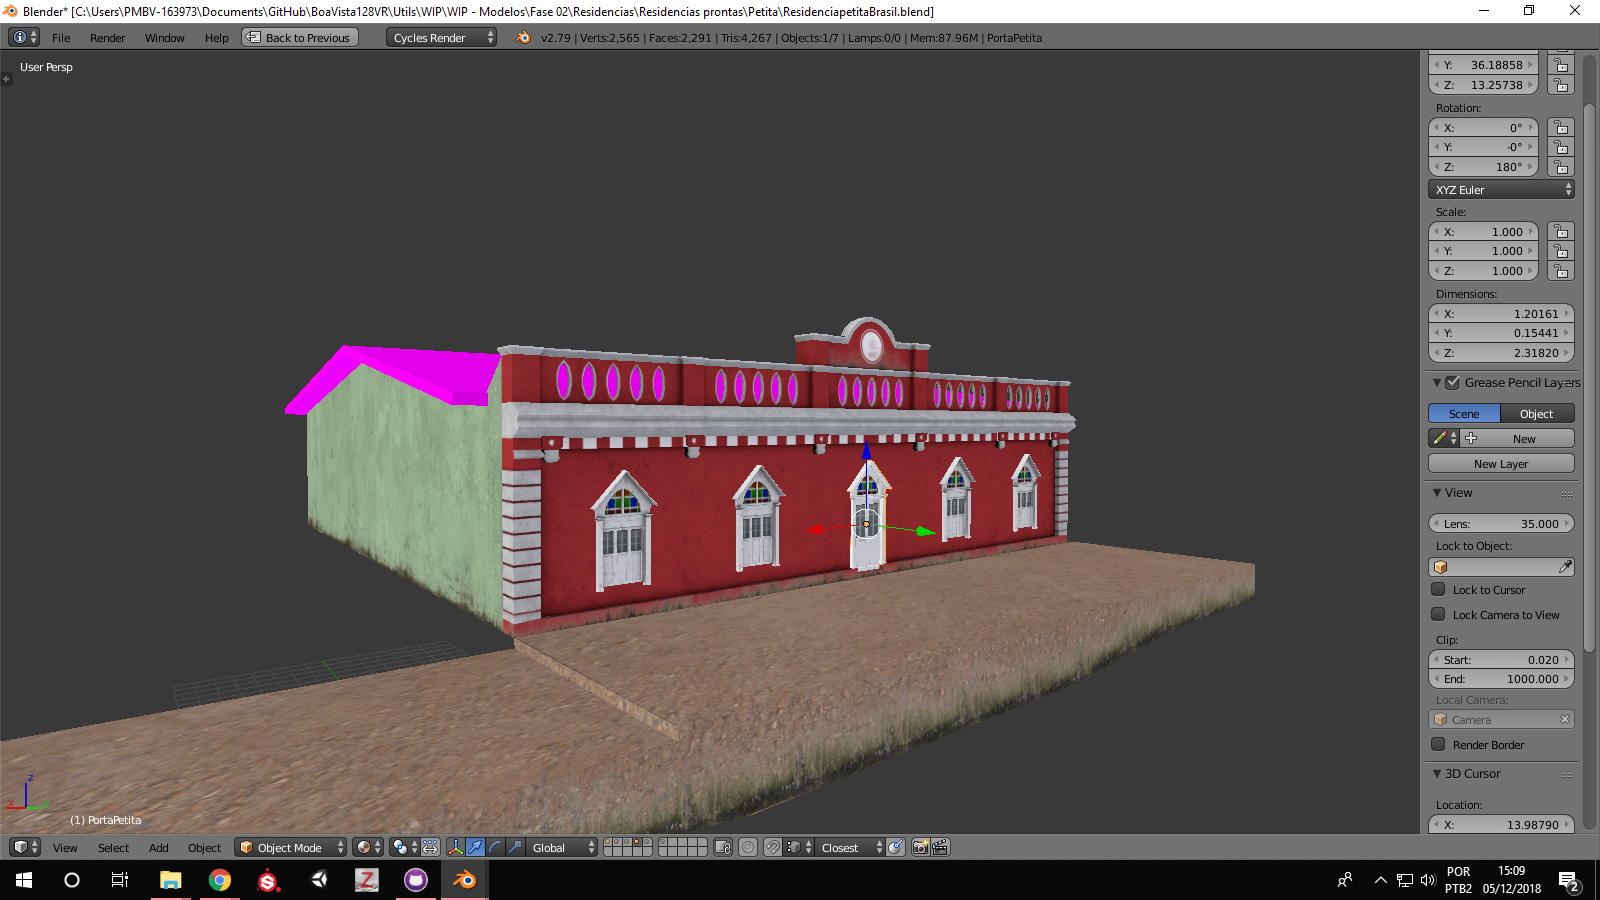 Blender* [C:\Users\PMBV-163973\Documents\GitHub\BoaVista128VR\Utils\WIP\WIP - Modelos\Fase 02\Residencias\Residencias prontas\Petita\ResidenciapetitaBrasil.blend]
File Render Window Help Back to Previous Cycles Render v2.79 | Verts:2,565 | Faces:2,291 | Tris:4,267 | Objects:1/7 | Lamps:0/0 | Mem:87.96M | PortaPetita
User Persp
Y: 36.18858
Z: 13.25738
Rotation:
X: 0°
Y: -0°
Z: 180°
XYZ Euler
Scale:
X: 1.000
Y: 1.000
Z: 1.000
Dimensions:
X: 1.20161
Y: 0.15441
Z: 2.31820
Grease Pencil Layers
Scene Object
New
New Layer
View
Lens: 35.000
Lock to Object:
Lock to Cursor
Lock Camera to View
Clip:
Start: 0.020
End: 1000.000
Local Camera:
Camera
Render Border
3D Cursor
Location:
X: 13.98790
z
x y
(1) PortaPetita
View Select Add Object Object Mode Global Closest
POR
PTB2
15:09
05/12/2018
2